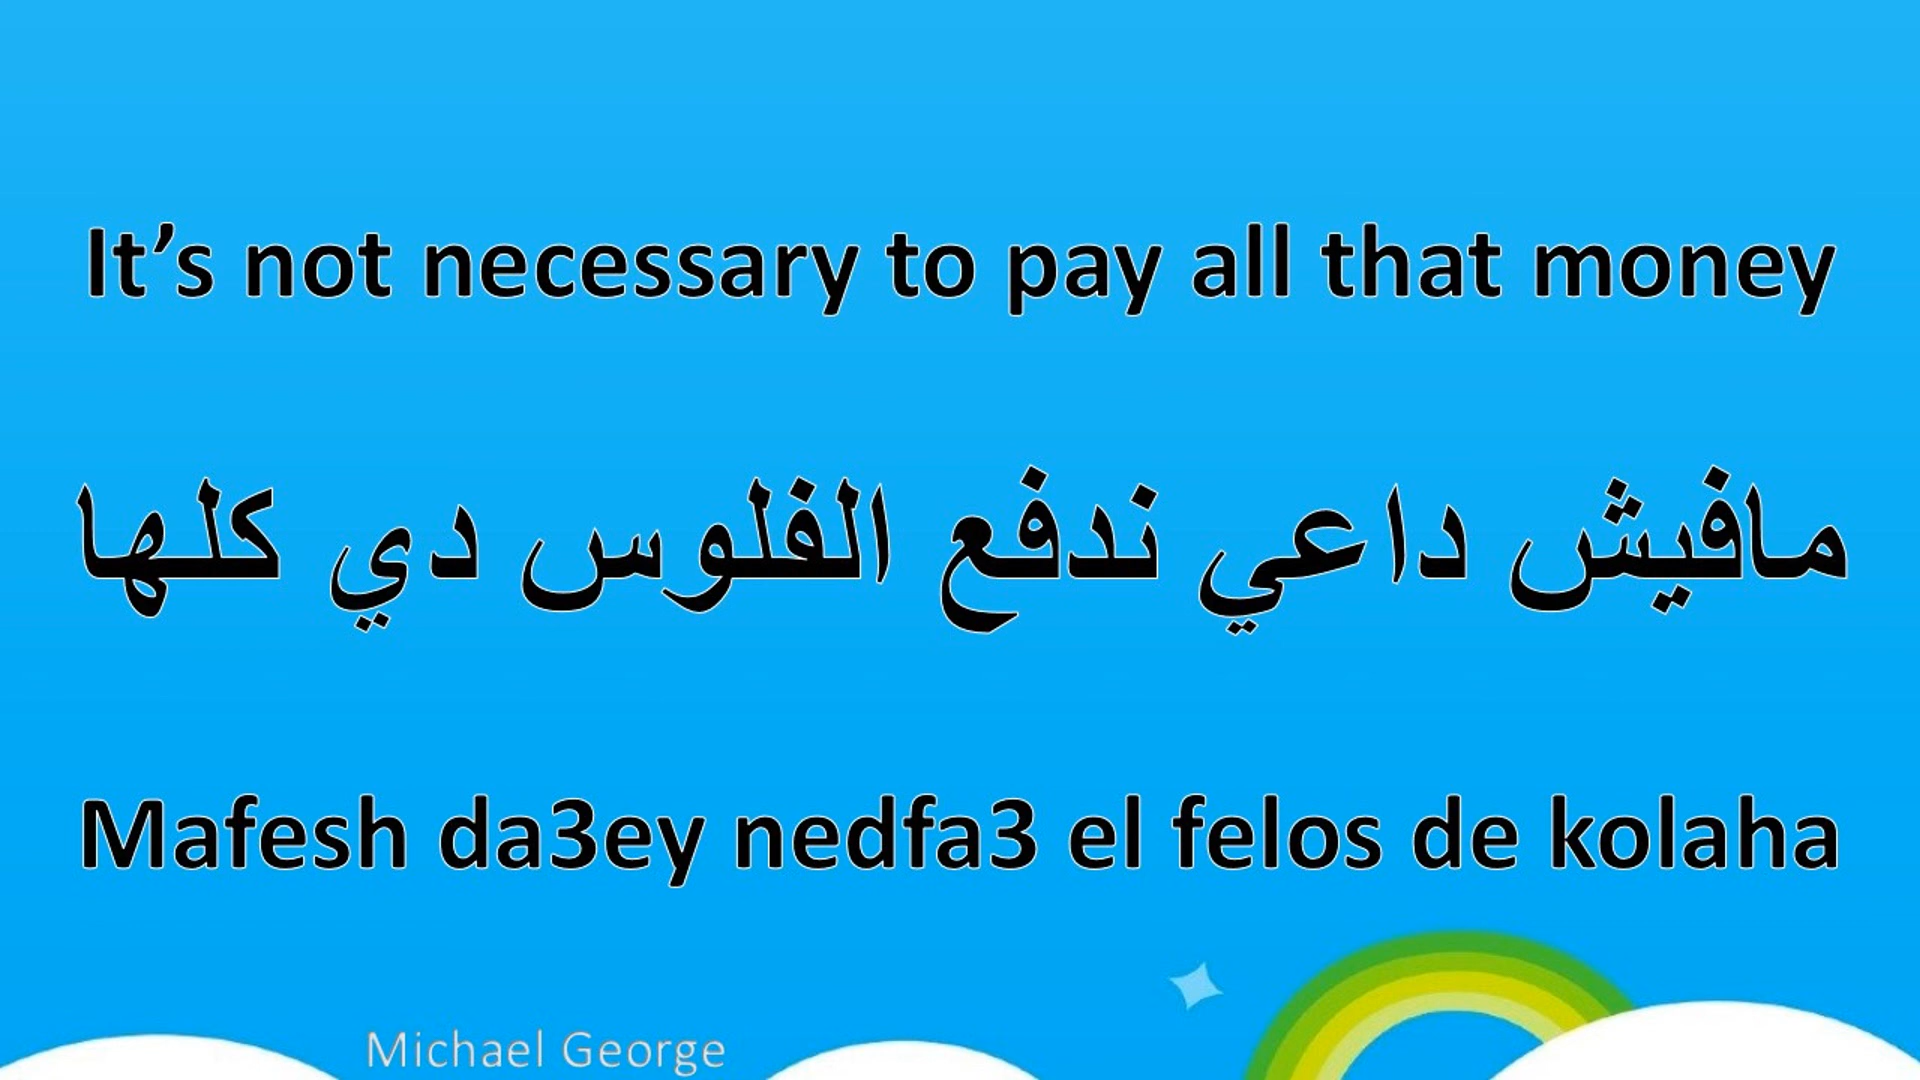 It’s not necessary to pay all that money
مافيش داعي ندفع الفلوس دي كلها
Mafesh da3ey nedfa3 el felos de kolaha
Michael George